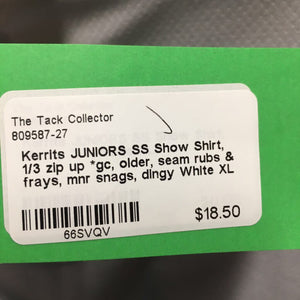 The Tack Collector
809587-27
Kerrits JUNIORS SS Show Shirt,
1/3 zip up *gc, older, seam rubs &
frays, mnr snags, dingy White XL
66SVQV
$18.50